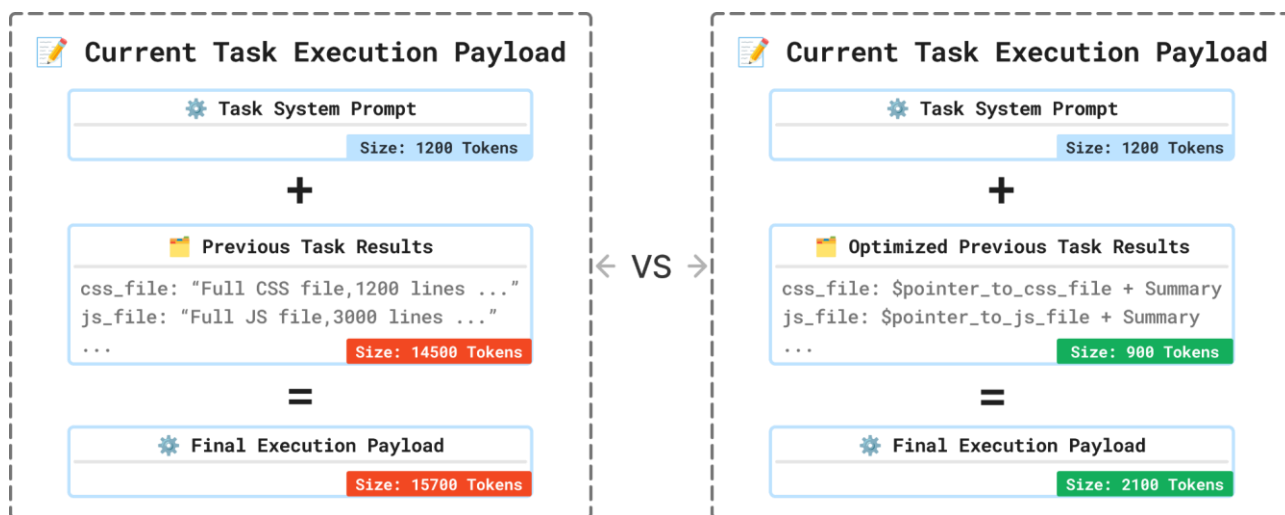 📝 Current Task Execution Payload
⚙️ Task System Prompt
Size: 1200 Tokens
+
🗂️ Previous Task Results
css_file: “Full CSS file,1200 lines ...”
js_file: “Full JS file,3000 lines ...”
...
Size: 14500 Tokens
=
⚙️ Final Execution Payload
Size: 15700 Tokens
VS
📝 Current Task Execution Payload
⚙️ Task System Prompt
Size: 1200 Tokens
+
🗂️ Optimized Previous Task Results
css_file: $pointer_to_css_file + Summary
js_file: $pointer_to_js_file + Summary
...
Size: 900 Tokens
=
⚙️ Final Execution Payload
Size: 2100 Tokens